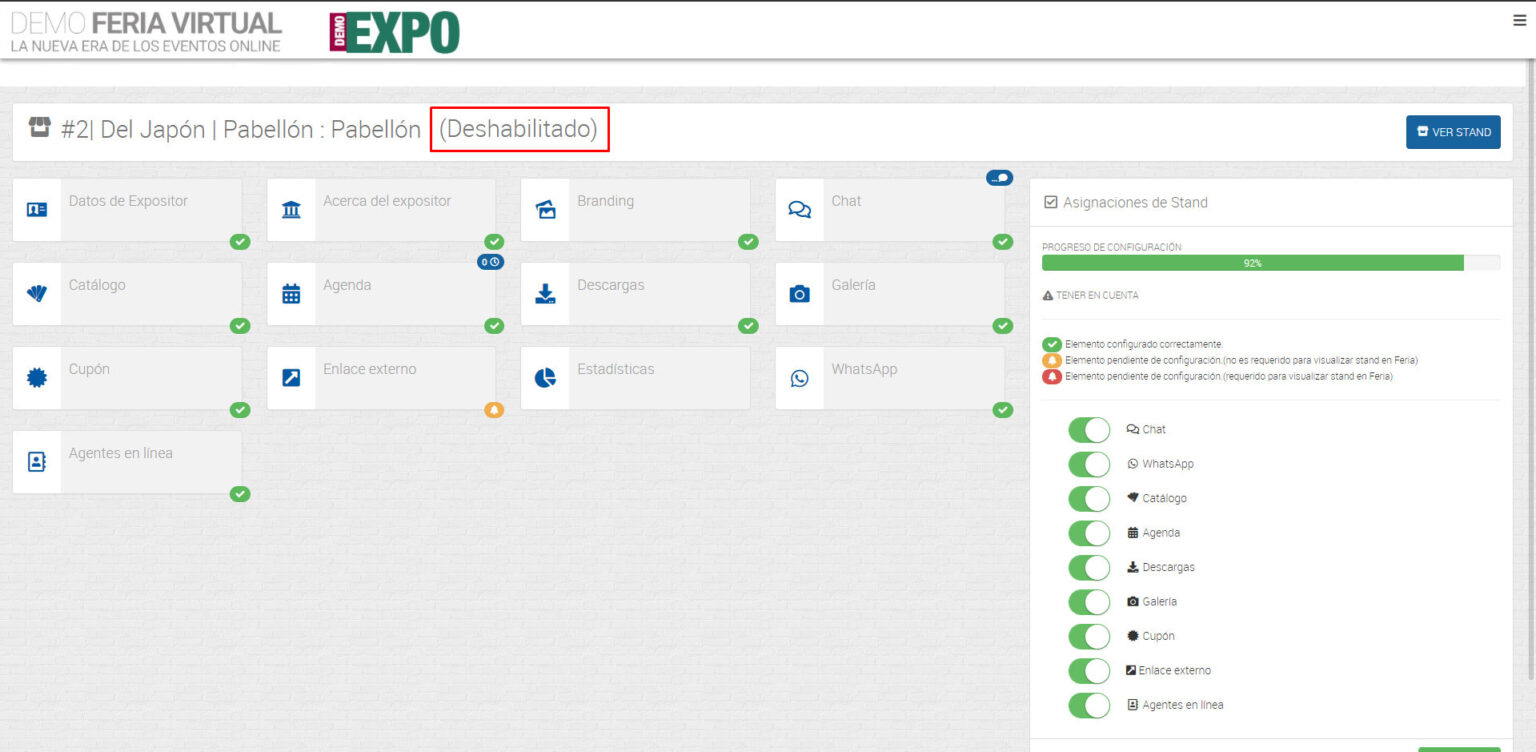 DEMO FERIA VIRTUAL
LA NUEVA ERA DE LOS EVENTOS ONLINE
DEMO EXPO
#2| Del Japón | Pabellón : Pabellón (Deshabilitado)
VER STAND
Datos de Expositor
Acerca del expositor
Branding
Chat
...
Catálogo
Agenda
0
Descargas
Galería
Cupón
Enlace externo
Estadísticas
WhatsApp
Agentes en línea
Asignaciones de Stand
PROGRESO DE CONFIGURACIÓN
92%
TENER EN CUENTA
Elemento configurado correctamente.
Elemento pendiente de configuración.(no es requerido para visualizar stand en Feria)
Elemento pendiente de configuración.(requerido para visualizar stand en Feria)
Chat
WhatsApp
Catálogo
Agenda
Descargas
Galería
Cupón
Enlace externo
Agentes en línea